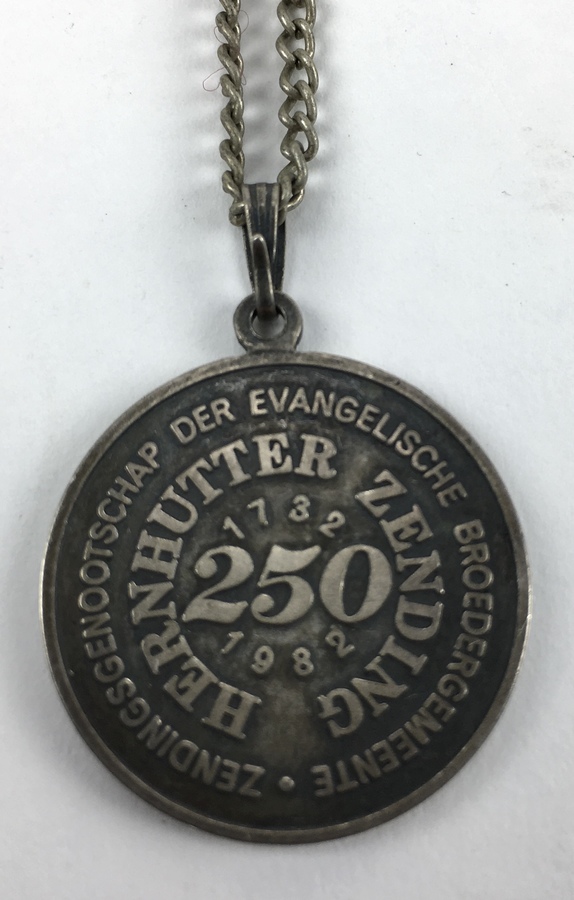 ZENDINGSGENOOTSCHAP DER EVANGELISCHE BROEDERGEMEENTE •
HERNHUTTER ZENDING
1732
250
1982